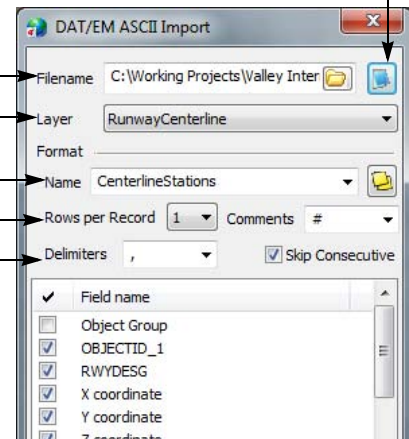 DAT/EM ASCII Import
Filename C:\Working Projects\Valley Inter
Layer RunwayCenterline
Format
Name CenterlineStations
Rows per Record 1 Comments #
Delimiters , Skip Consecutive
Field name
Object Group
OBJECTID_1
RWYDESG
X coordinate
Y coordinate
Z coordinate